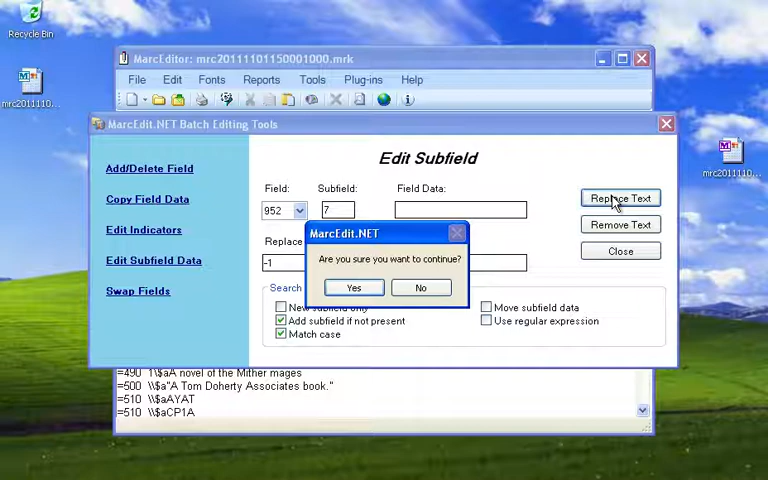 Recycle Bin
mrc2011110...
MarcEditor: mrc20111101150001000.mrk
File Edit Fonts Reports Tools Plug-ins Help
MarcEdit.NET Batch Editing Tools
Add/Delete Field
Copy Field Data
Edit Indicators
Edit Subfield Data
Swap Fields
Edit Subfield
Field: Subfield: Field Data:
952 7
Replace
-1
Replace Text
Remove Text
Close
MarcEdit.NET
Are you sure you want to continue?
Yes No
Search
New subfield only
Add subfield if not present
Match case
Move subfield data
Use regular expression
mrc2011110...
=490 1\$aA novel of the Mither mages
=500 \\$a"A Tom Doherty Associates book."
=510 \\$aAYAT
=510 \\$aCP1A